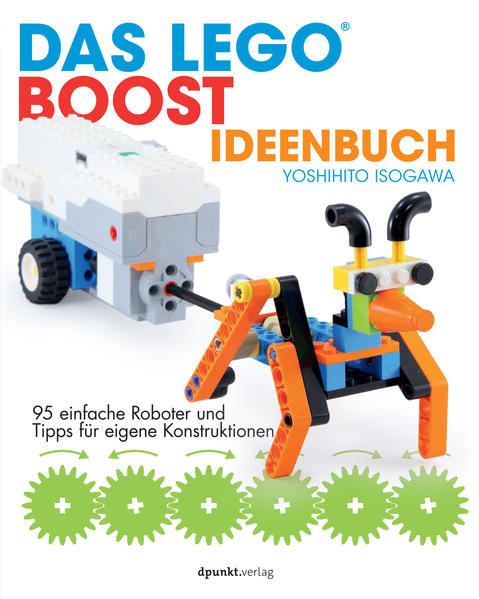 DAS LEGO®
BOOST
IDEENBUCH
YOSHIHITO ISOGAWA
95 einfache Roboter und
Tipps für eigene Konstruktionen
dpunkt.verlag